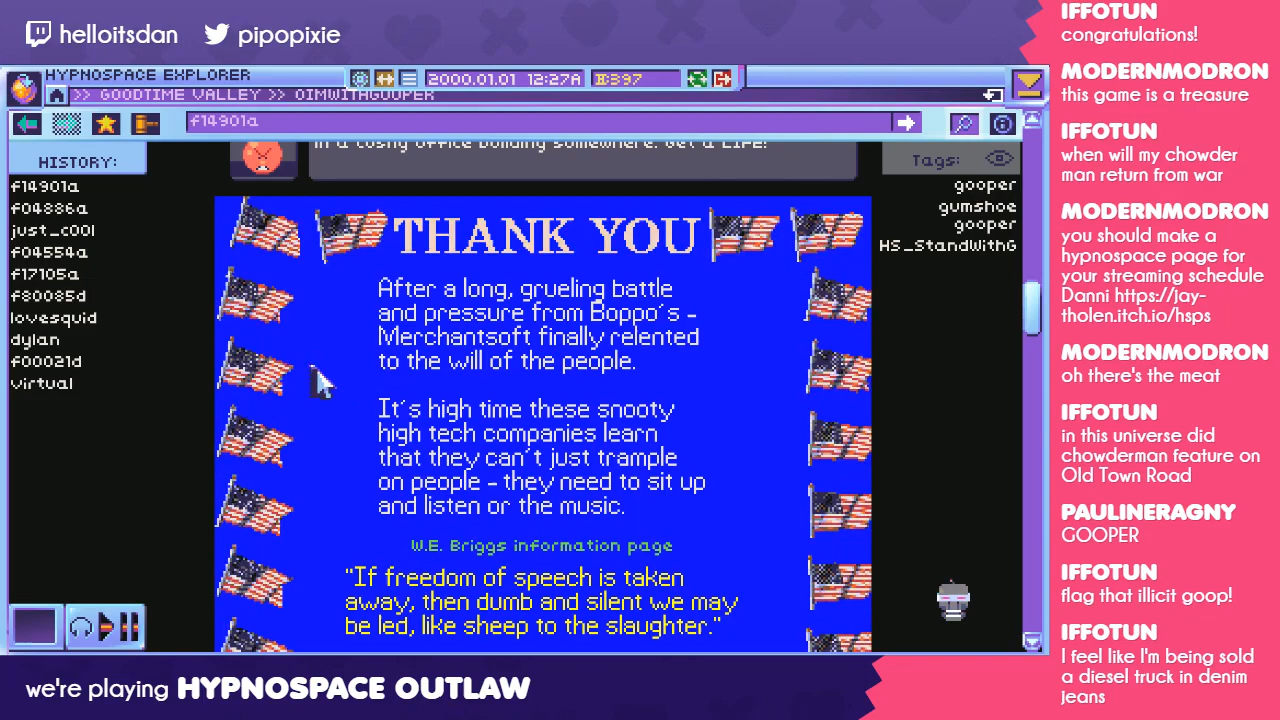 helloitsdan
pipopixie
HYPNOSPACE EXPLORER
2000.01.01 12:27A
397
>> GOODTIME VALLEY >> OIMWITHGOOPER
f14901a
HISTORY:
f14901a
f04886a
just_c00l
f04554a
f17105a
f80085d
lovesquid
dylan
f00021d
virtual
in a cushy office building somewhere. Get a LIFE!
THANK YOU
After a long, grueling battle
and pressure from Boppo's -
Merchantsoft finally relented
to the will of the people.
It's high time these snooty
high tech companies learn
that they can't just trample
on people - they need to sit up
and listen or the music.
W.E. Briggs information page
"If freedom of speech is taken
away, then dumb and silent we may
be led, like sheep to the slaughter."
Tags:
gooper
gumshoe
gooper
HS_StandWithG
we're playing HYPNOSPACE OUTLAW
IFFOTUN
congratulations!
MODERNMODRON
this game is a treasure
IFFOTUN
when will my chowder
man return from war
MODERNMODRON
you should make a
hypnospace page for
your streaming schedule
Danni https://jay-
tholen.itch.io/hsps
MODERNMODRON
oh there's the meat
IFFOTUN
in this universe did
chowderman feature on
Old Town Road
PAULINERAGNY
GOOPER
IFFOTUN
flag that illicit goop!
IFFOTUN
I feel like I'm being sold
a diesel truck in denim
jeans